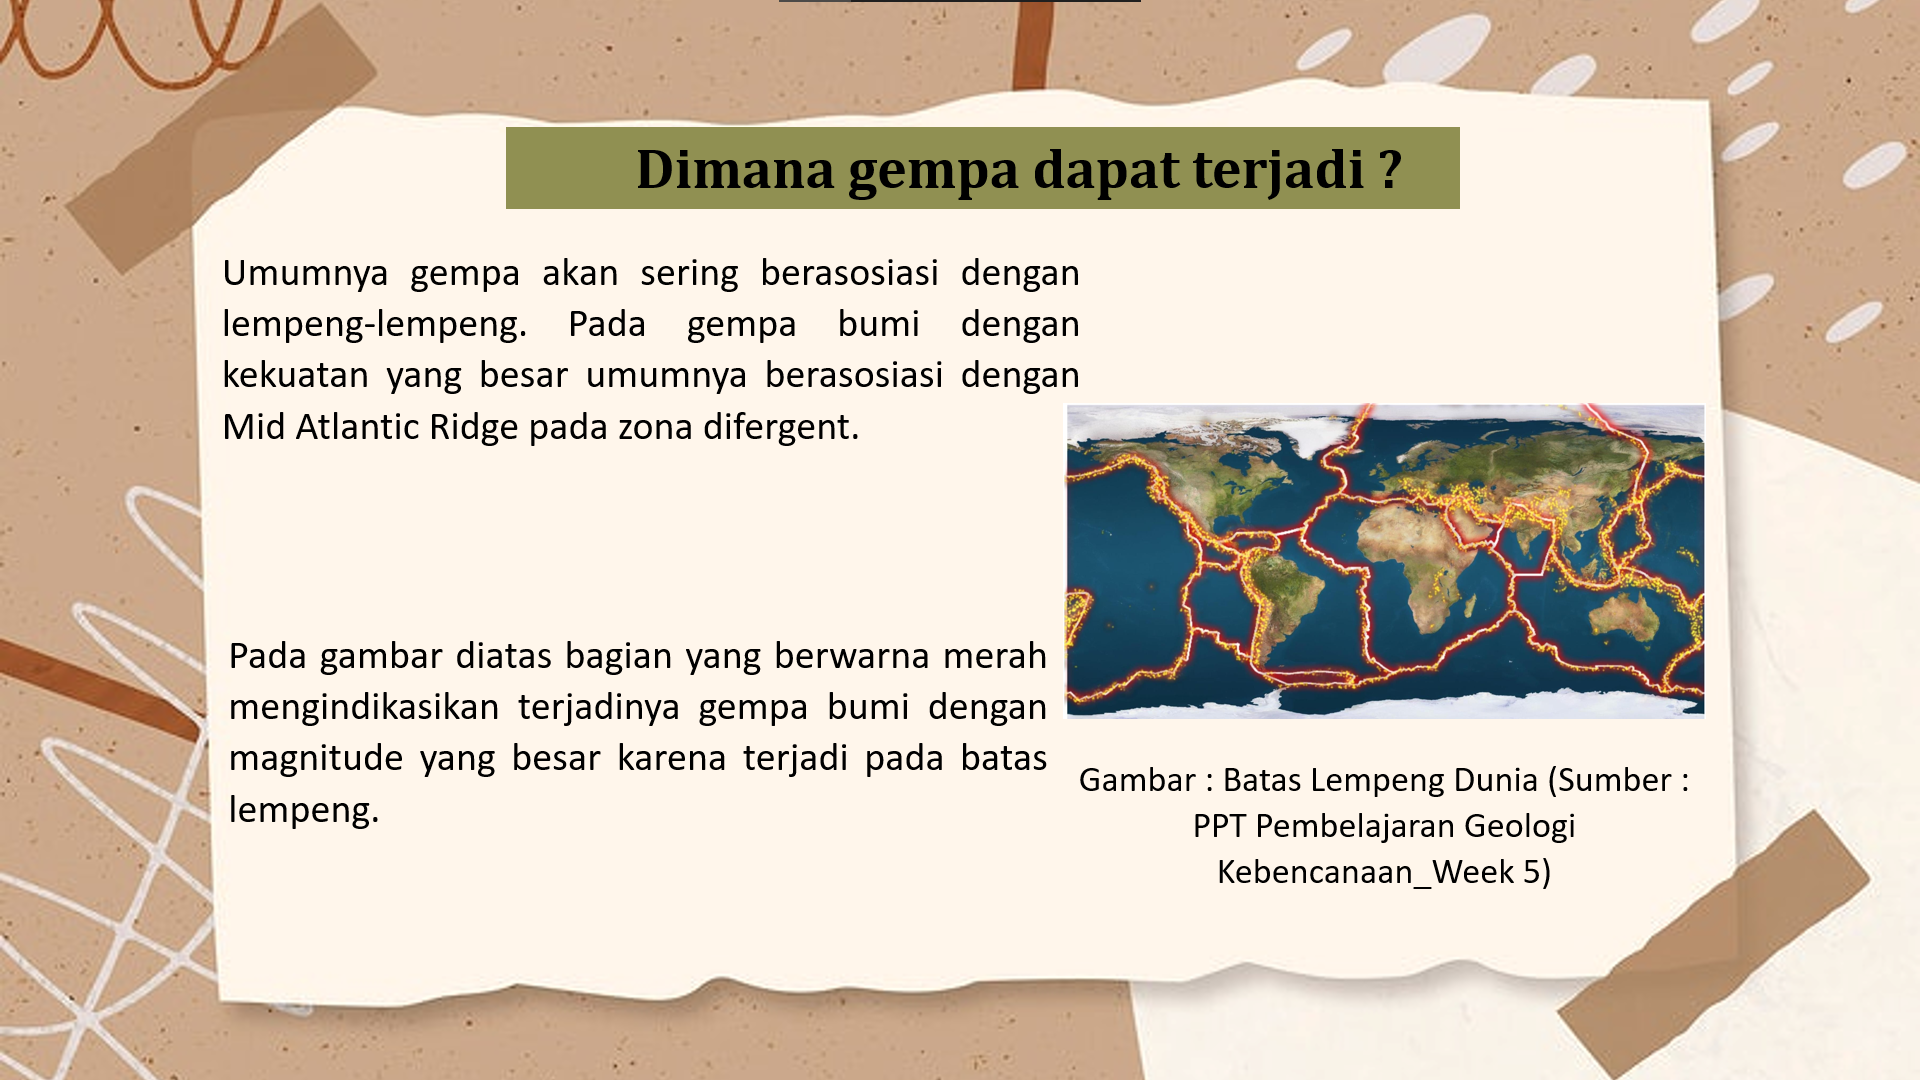 Dimana gempa dapat terjadi ?
Umumnya gempa akan sering berasosiasi dengan
lempeng-lempeng. Pada gempa bumi dengan
kekuatan yang besar umumnya berasosiasi dengan
Mid Atlantic Ridge pada zona difergent.
Pada gambar diatas bagian yang berwarna merah
mengindikasikan terjadinya gempa bumi dengan
magnitude yang besar karena terjadi pada batas
lempeng.
Gambar : Batas Lempeng Dunia (Sumber :
PPT Pembelajaran Geologi
Kebencanaan_Week 5)